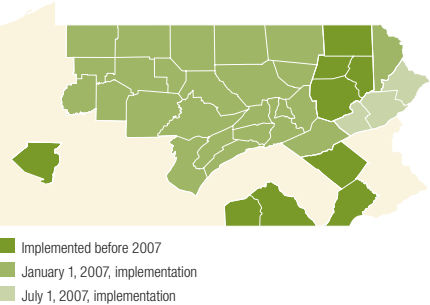 Implemented before 2007
January 1, 2007, implementation
July 1, 2007, implementation